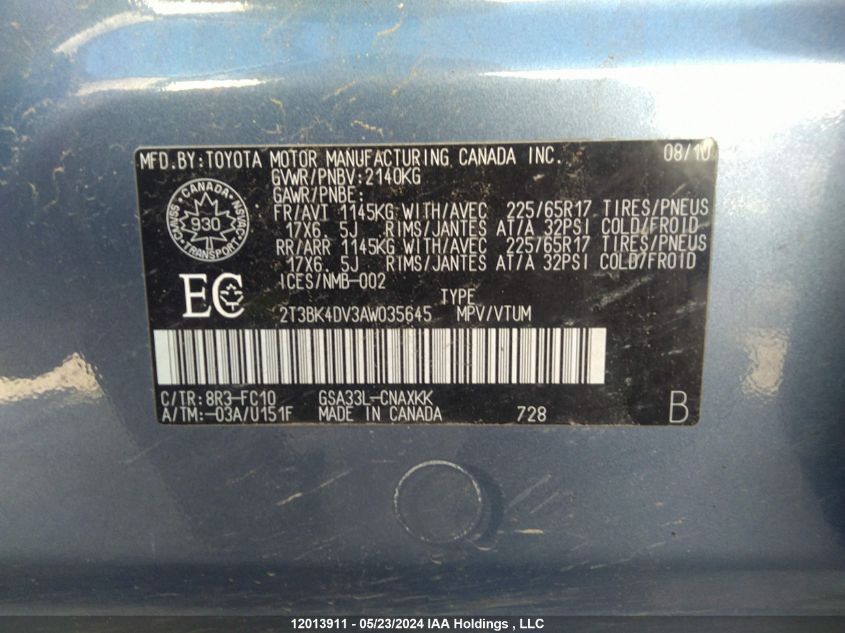 MFD.BY:TOYOTA MOTOR MANUFACTURING CANADA INC. 08/10
GVWR/PNBV:2140KG
GAWR/PNBE:
FR/AVT 1145KG WITH/AVEC 225/65R17 TIRES/PNEUS
17X6.5J RIMS/JANTES AT/A 32PSI COLD/FROID
RR/ARR 1145KG WITH/AVEC 225/65R17 TIRES/PNEUS
17X6.5J RIMS/JANTES AT/A 32PSI COLD/FROID
ICES/NMB-002
CANADA
930
TRANSPORT
EC
TYPE
2T3BK4DV3AW035645 MPV/VTUM
C/TR:8R3-FC10 GSA33L-CNAXKK
A/TM:-03A/U151F MADE IN CANADA 728 B
12013911 - 05/23/2024 IAA Holdings , LLC